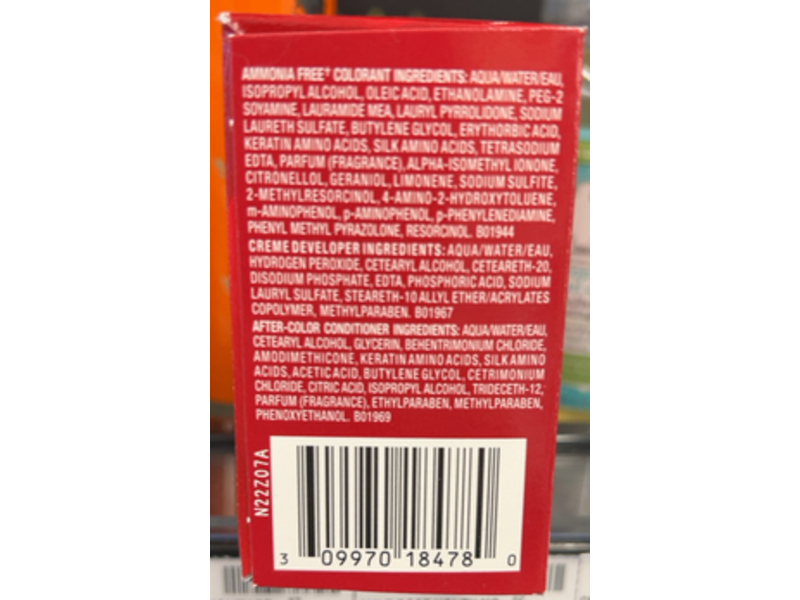 AMMONIA FREE* COLORANT INGREDIENTS: AQUA/WATER/EAU,
ISOPROPYL ALCOHOL, OLEIC ACID, ETHANOLAMINE, PEG-2
SOYAMINE, LAURAMIDE MEA, LAURYL PYRROLIDONE, SODIUM
LAURETH SULFATE, BUTYLENE GLYCOL, ERYTHORBIC ACID,
KERATIN AMINO ACIDS, SILK AMINO ACIDS, TETRASODIUM
EDTA, PARFUM (FRAGRANCE), ALPHA-ISOMETHYL IONONE,
CITRONELLOL, GERANIOL, LIMONENE, SODIUM SULFITE,
2-METHYLRESORCINOL, 4-AMINO-2-HYDROXYTOLUENE,
m-AMINOPHENOL, p-AMINOPHENOL, p-PHENYLENEDIAMINE,
PHENYL METHYL PYRAZOLONE, RESORCINOL. B01944
CREME DEVELOPER INGREDIENTS: AQUA/WATER/EAU,
HYDROGEN PEROXIDE, CETEARYL ALCOHOL, CETEARETH-20,
DISODIUM PHOSPHATE, EDTA, PHOSPHORIC ACID, SODIUM
LAURYL SULFATE, STEARETH-10 ALLYL ETHER/ACRYLATES
COPOLYMER, METHYLPARABEN. B01967
AFTER-COLOR CONDITIONER INGREDIENTS: AQUA/WATER/EAU,
CETEARYL ALCOHOL, GLYCERIN, BEHENTRIMONIUM CHLORIDE,
AMODIMETHICONE, KERATIN AMINO ACIDS, SILK AMINO
ACIDS, ACETIC ACID, BUTYLENE GLYCOL, CETRIMONIUM
CHLORIDE, CITRIC ACID, ISOPROPYL ALCOHOL, TRIDECETH-12,
PARFUM (FRAGRANCE), ETHYLPARABEN, METHYLPARABEN,
PHENOXYETHANOL. B01969
N22Z07A
3 09970 18478 0